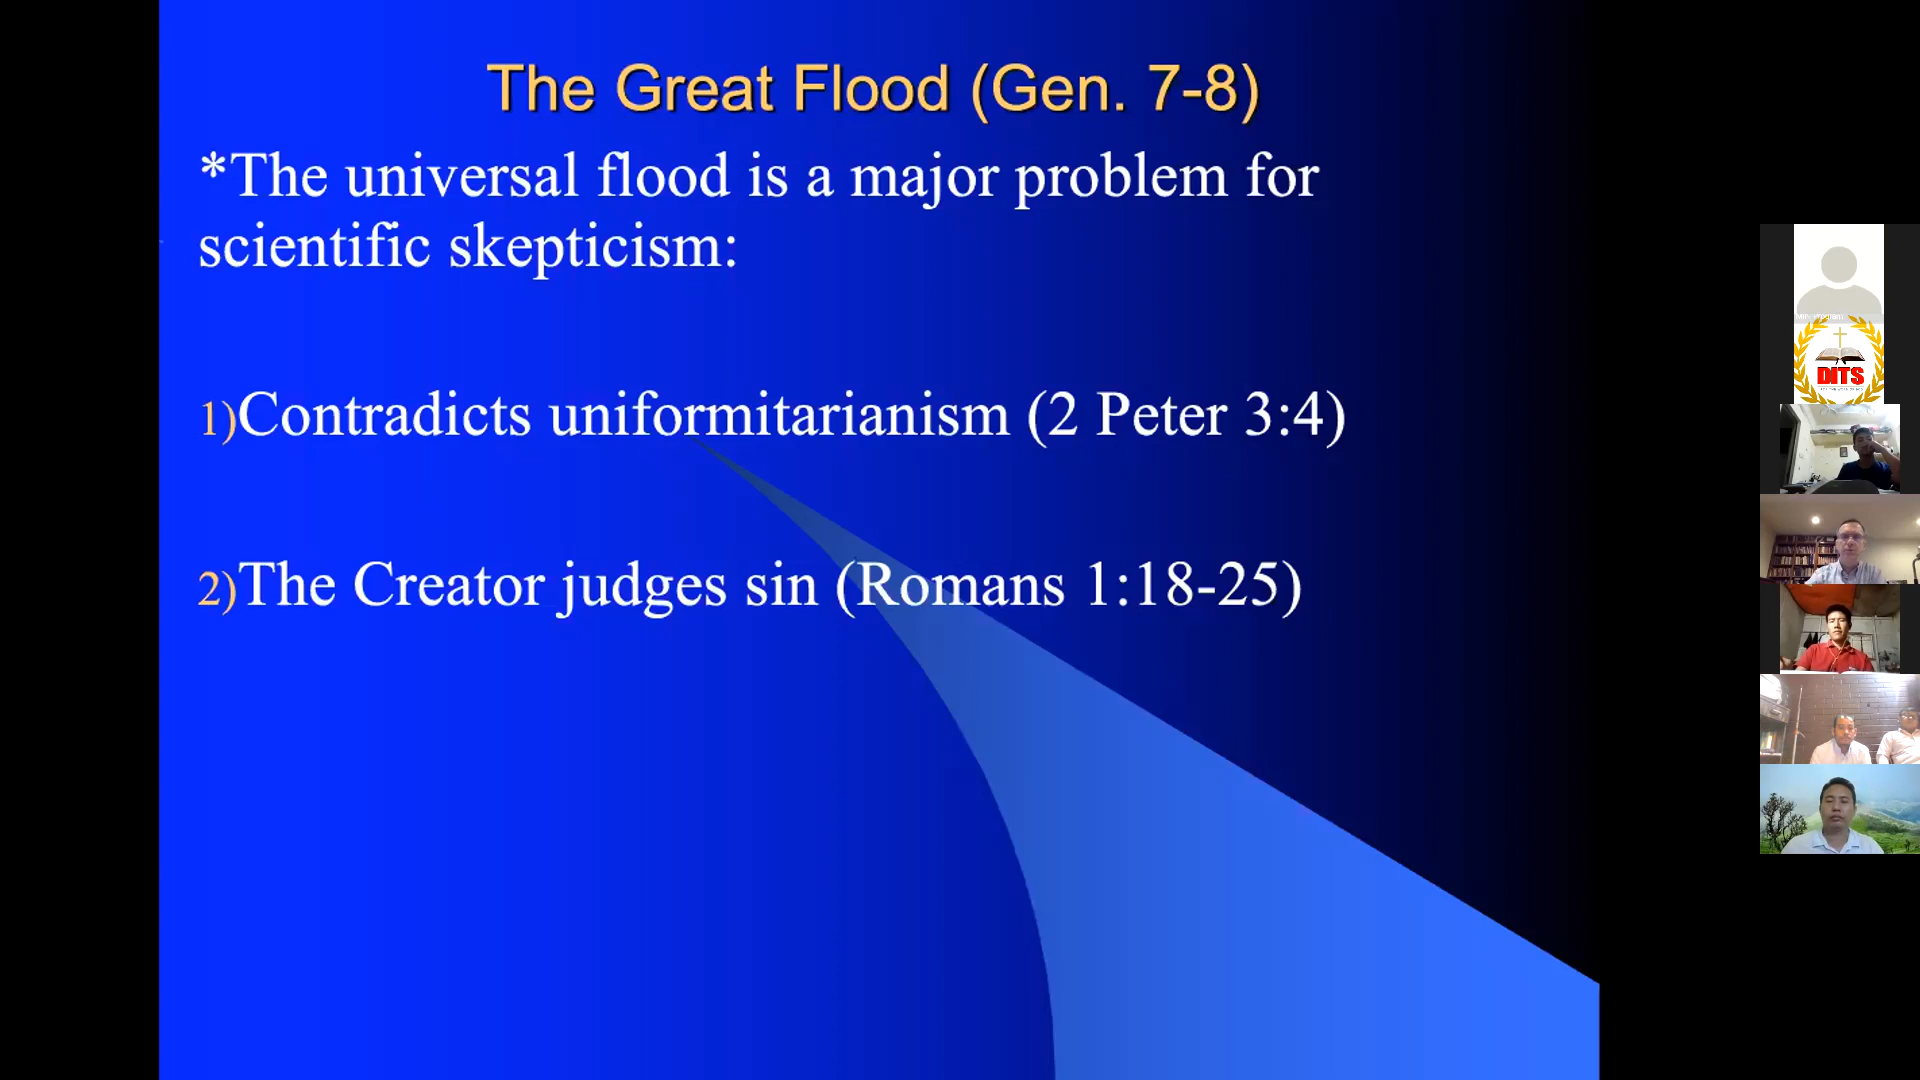 The Great Flood (Gen. 7-8)
*The universal flood is a major problem for
scientific skepticism:
1)Contradicts uniformitarianism (2 Peter 3:4)
2)The Creator judges sin (Romans 1:18-25)
DITS